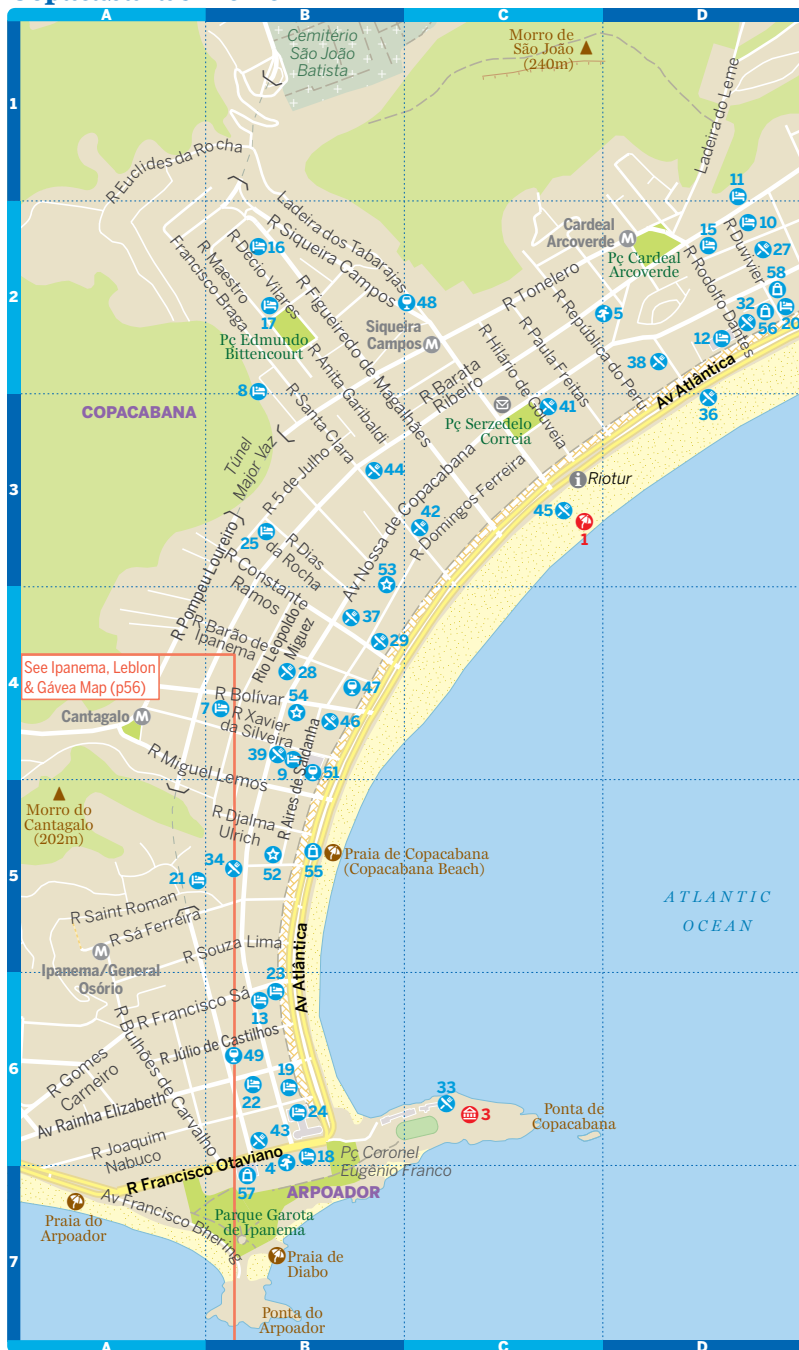 A
B
C
D
Cemitério
São João
Batista
Morro de
São João
(240m)
1
Ladeira do Leme
R Euclides da Rocha
11
Ladeira dos Tabarajas
R Siqueira Campos
Cardeal
Arcoverde
M
15
10
R Duvivier
27
16
R Décio Vilares
R Maestro
Francisco Braga
Pç Cardeal
Arcoverde
R Rodolfo Dantes
58
2
17
48
R Tonelero
5
32
56
20
R Figueiredo de Magalhães
Siqueira
Campos
M
R República do Peru
R Paula Freitas
12
Pç Edmundo
Bittencourt
R Anita Garibaldi
R Hilário de Gouveia
38
8
R Barata
Ribeiro
Av Atlântica
36
COPACABANA
R Santa Clara
41
Pç Serzedelo
Correia
Túnel
Major Vaz
3
44
Riotur
R 5 de Julho
Av Nossa de Copacabana
R Domingos Ferreira
42
45
1
25
R Dias
da Rocha
R Pompeu Loureiro
53
R Constante
Ramos
37
R Barão de
Ipanema
Rio Leopoldo
Miguez
29
See Ipanema, Leblon
& Gávea Map (p56)
4
28
47
R Bolívar
54
7
R Xavier
da Silveira
46
Cantagalo
M
39
9
51
R Miguel Lemos
R Aires de Saldanha
Morro do
Cantagalo
(202m)
R Djalma
Ulrich
5
34
52
55
Praia de Copacabana
(Copacabana Beach)
21
R Saint Roman
ATLANTIC
OCEAN
R Sá Ferreira
M
R Souza Lima
Ipanema/General
Osório
Av Atlântica
23
R Francisco Sá
13
R Bulhões de Carvalho
R Júlio de Castilhos
49
6
R Gomes
Carneiro
19
22
33
3
Ponta de
Copacabana
Av Rainha Elizabeth
24
43
R Joaquim
Nabuco
Pç Coronel
Eugênio Franco
R Francisco Otaviano
4
18
57
ARPOADOR
Av Francisco Bhering
Praia do
Arpoador
Parque Garota
de Ipanema
7
Praia de
Diabo
Ponta do
Arpoador
A
B
C
D